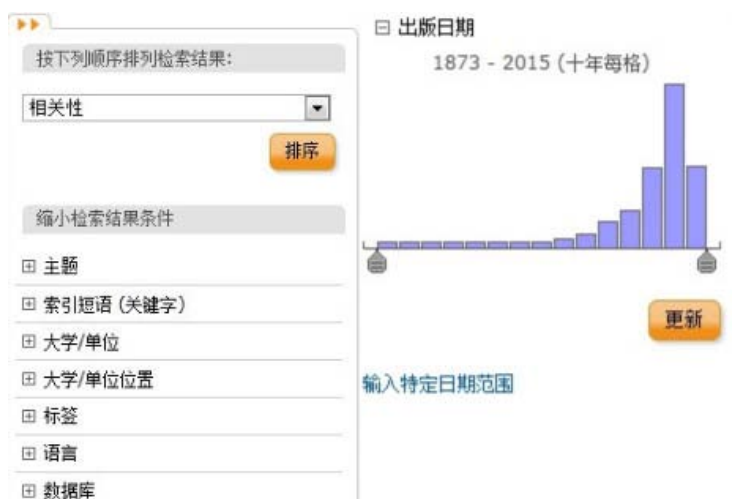 按下列顺序排列检索结果：
相关性
排序
缩小检索结果条件
主题
索引短语 (关键字)
大学/单位
大学/单位位置
标签
语言
数据库
出版日期
1873 - 2015 (十年每格)
更新
输入特定日期范围